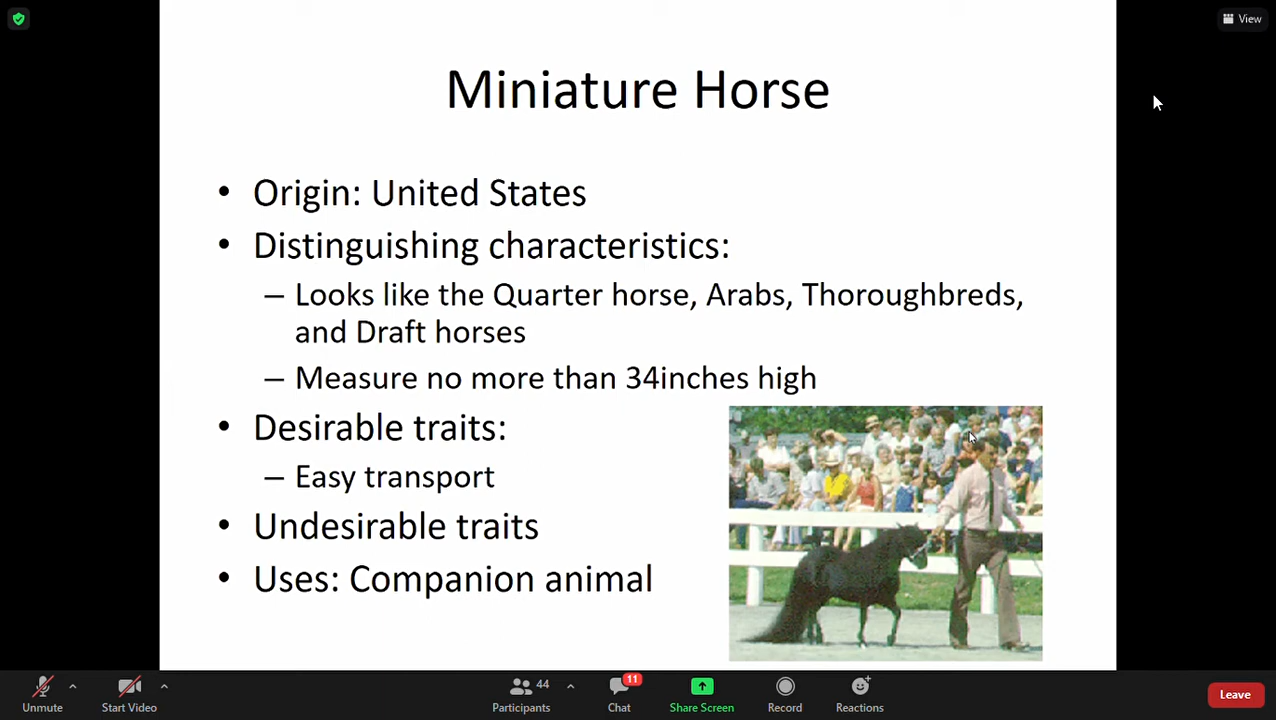 View
Miniature Horse
• Origin: United States
• Distinguishing characteristics:
– Looks like the Quarter horse, Arabs, Thoroughbreds,
and Draft horses
– Measure no more than 34inches high
• Desirable traits:
– Easy transport
• Undesirable traits
• Uses: Companion animal
44
11
Unmute
Start Video
Participants
Chat
Share Screen
Record
Reactions
Leave